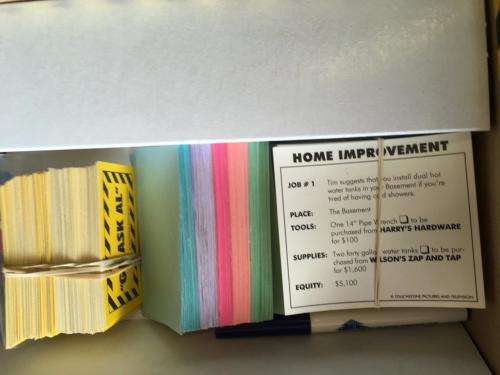 "GO ASK AL"
HOME IMPROVEMENT
JOB # 1 Tim suggests that you install dual hot
water tanks in your Basement if you're
tired of having cold showers.
PLACE: The Basement
TOOLS: One 14" Pipe Wrench ❑ to be
purchased from HARRY'S HARDWARE
for $100
SUPPLIES: Two forty gallon water tanks ❑ to be pur-
chased from WILSON'S ZAP AND TAP
for $1,600
EQUITY: $5,100
© TOUCHSTONE PICTURES AND TELEVISION